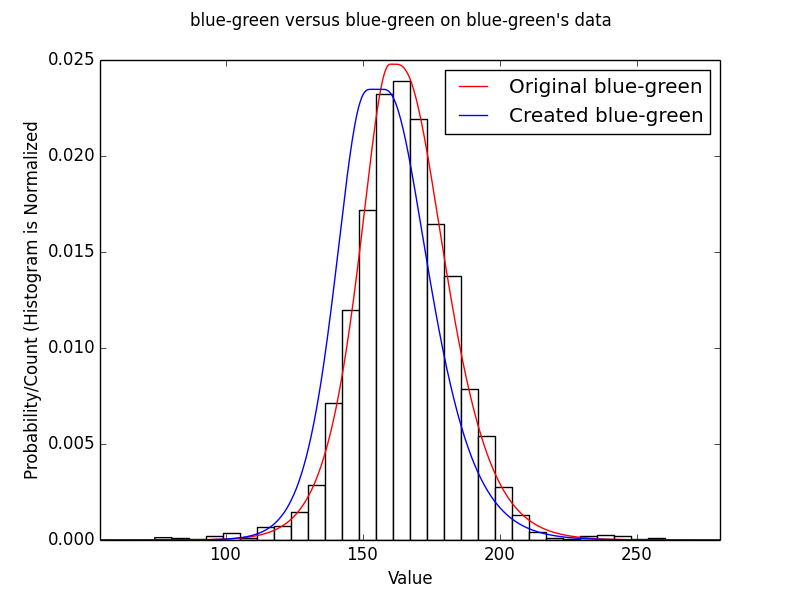 blue-green versus blue-green on blue-green's data
Probability/Count (Histogram is Normalized
0.025
0.020
0.015
0.010
0.005
0.000
Original blue-green
Created blue-green
100
150
200
250
Value